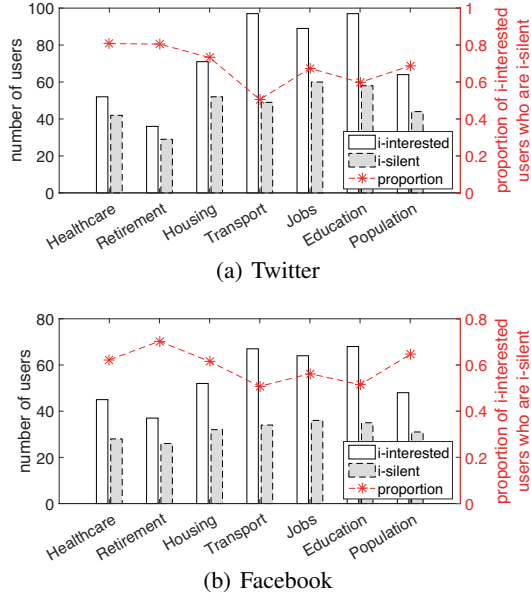 100
80
60
40
20
0
number of users
1
0.8
0.6
0.4
0.2
0
proportion of i-interested
users who are i-silent
i-interested
i-silent
proportion
Healthcare
Retirement
Housing
Transport
Jobs
Education
Population
(a) Twitter
80
60
40
20
0
number of users
0.8
0.6
0.4
0.2
0
proportion of i-interested
users who are i-silent
i-interested
i-silent
proportion
Healthcare
Retirement
Housing
Transport
Jobs
Education
Population
(b) Facebook